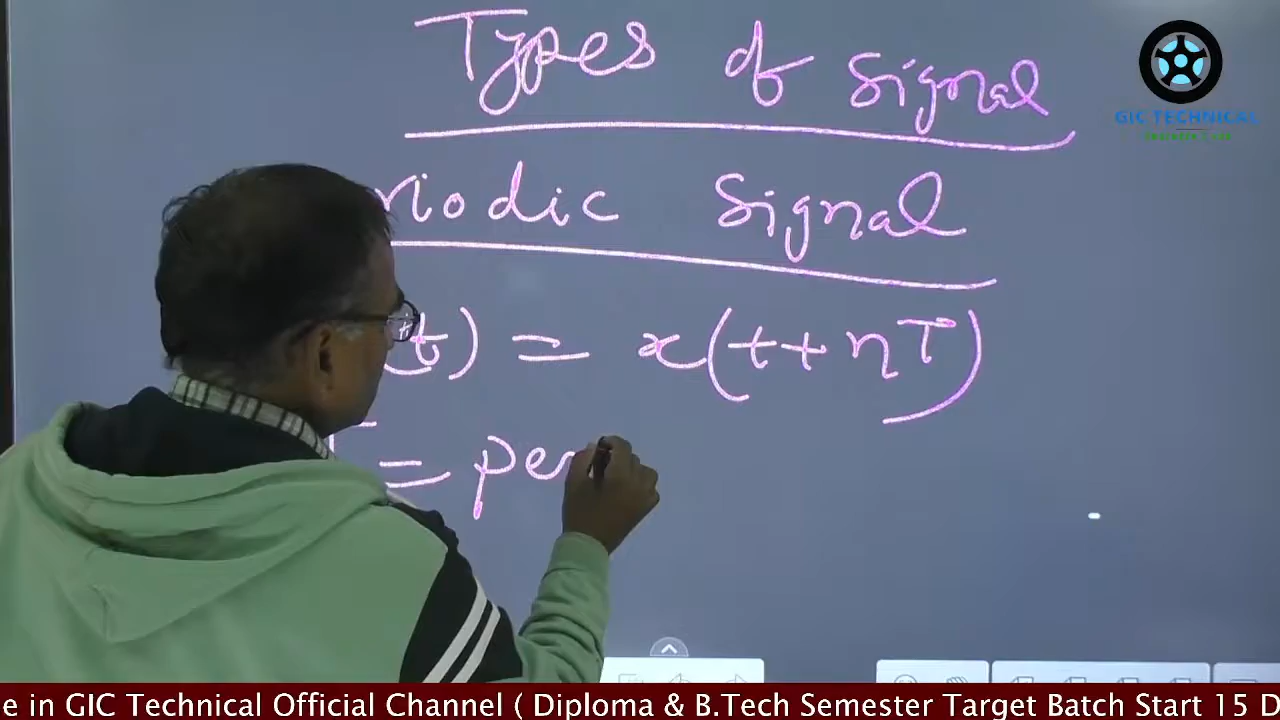 Types of Signal
riodic Signal
(t) = x(t+nT)
= per
GIC TECHNICAL
e in GIC Technical Official Channel ( Diploma & B.Tech Semester Target Batch Start 15 D